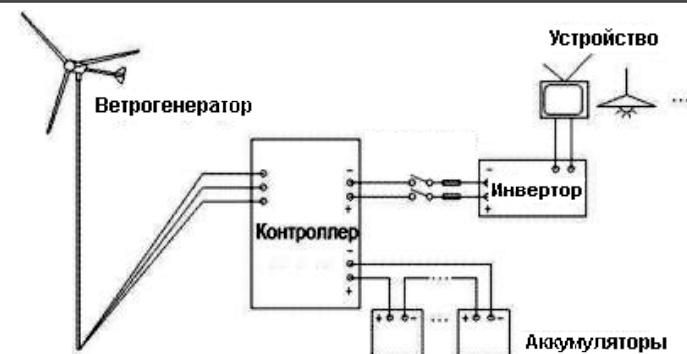 Устройство
Ветрогенератор
...
Инвертор
Контроллер
- +
- +
- +
+ - ... + -
...
Аккумуляторы